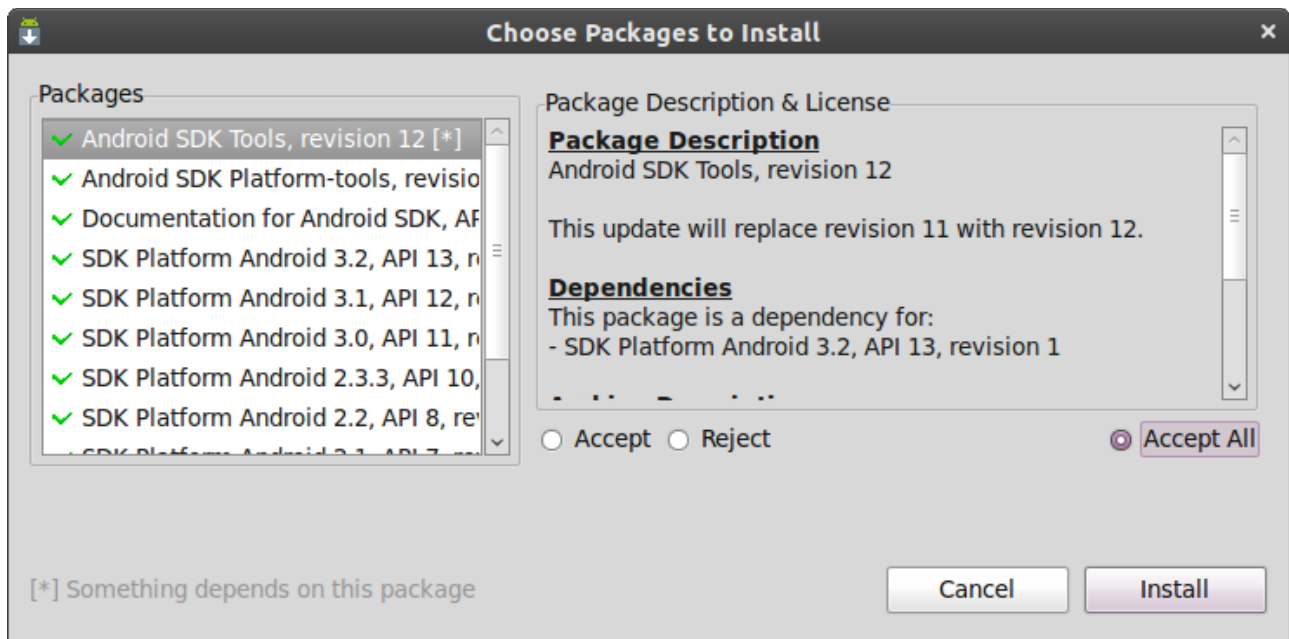 Choose Packages to Install
Packages
Android SDK Tools, revision 12 [*]
Android SDK Platform-tools,
Documentation for Android SDK,
SDK Platform Android 3.2, API 13,
SDK Platform Android 3.1, API 12,
SDK Platform Android 3.0, API 11,
SDK Platform Android 2.3.3, API 10,
SDK Platform Android 2.2, API 8,
Package Description & License
Package Description
Android SDK Tools, revision 12
This update will replace revision 11 with revision 12.
Dependencies
This package is a dependency for:
- SDK Platform Android 3.2, API 13, revision 1
Accept
Reject
Accept All
[*] Something depends on this package
Cancel
Install